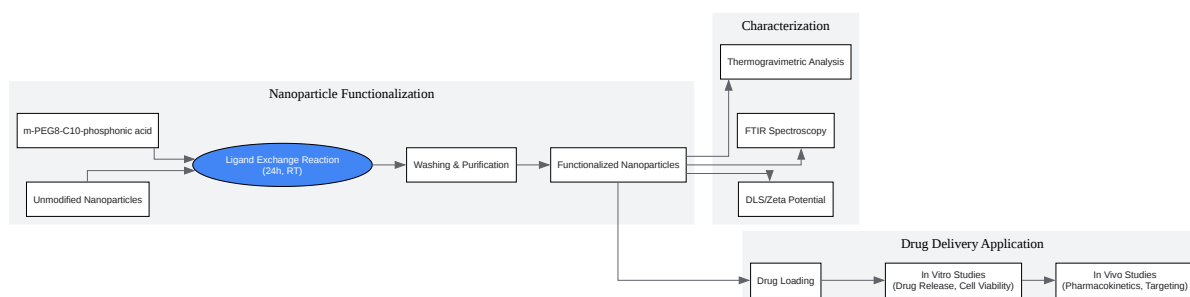 Nanoparticle Functionalization
m-PEG8-C10-phosphonic acid
Unmodified Nanoparticles
Ligand Exchange Reaction
(24h, RT)
Washing & Purification
Functionalized Nanoparticles
Characterization
Thermogravimetric Analysis
FTIR Spectroscopy
DLS/Zeta Potential
Drug Delivery Application
Drug Loading
In Vitro Studies
(Drug Release, Cell Viability)
In Vivo Studies
(Pharmacokinetics, Targeting)